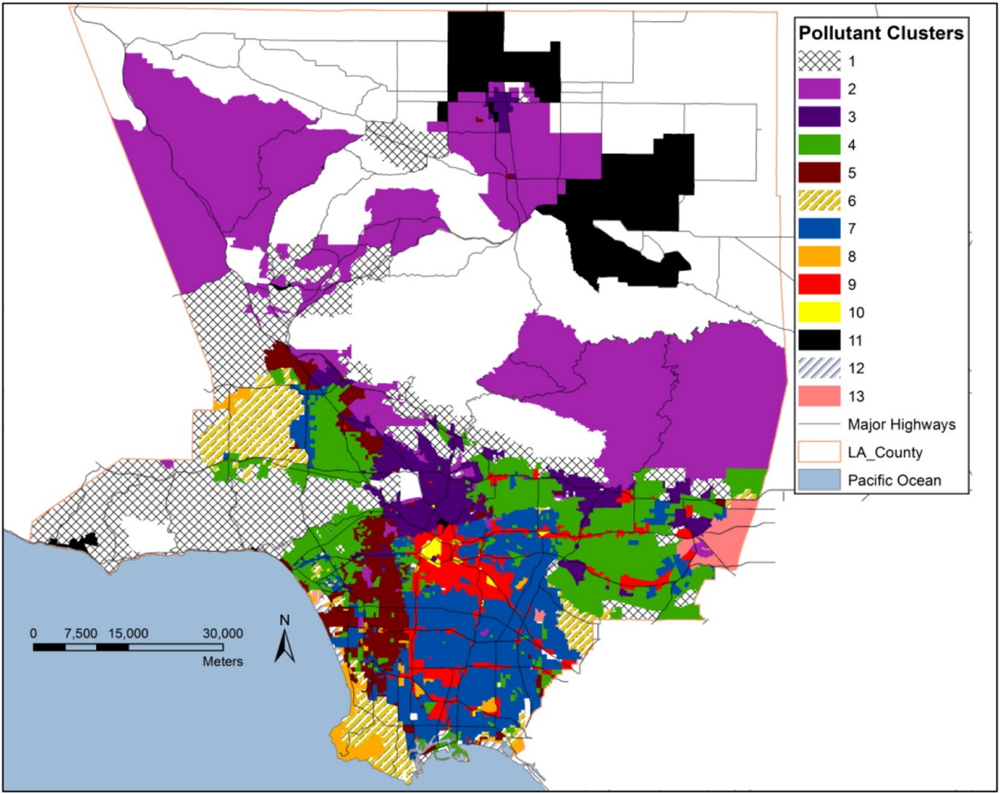 Pollutant Clusters
1
2
3
4
5
6
7
8
9
10
11
12
13
Major Highways
LA_County
Pacific Ocean
N
0 7,500 15,000 30,000
Meters